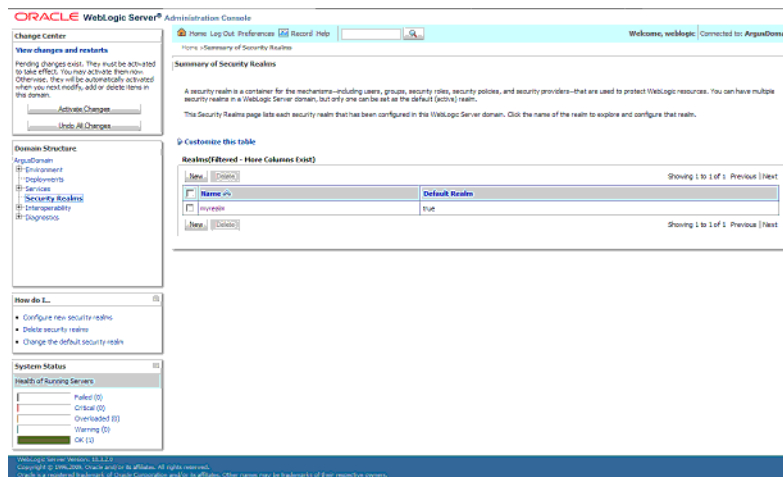 ORACLE WebLogic Server® Administration Console
Change Center
View changes and restarts
Pending changes exist. They must be activated
to take effect. You may activate them now.
Otherwise, they will be automatically activated
when you next modify, add or delete items in
this domain.
Activate Changes
Undo All Changes
Domain Structure
ArgusDomain
Environment
Deployments
Services
Security Realms
Interoperability
Diagnostics
How do I...
Configure new security realms
Delete security realms
Change the default security realm
System Status
Health of Running Servers
Failed (0)
Critical (0)
Overloaded (0)
Warning (0)
OK (1)
Home Log Out Preferences Record Help
Welcome, weblogic Connected to: ArgusDoma
Home >Summary of Security Realms
Summary of Security Realms
A security realm is a container for the mechanisms--including users, groups, security roles, security policies, and security providers--that are used to protect WebLogic resources. You can have multiple
security realms in a WebLogic Server domain, but only one can be set as the default (active) realm.
This Security Realms page lists each security realm that has been configured in this WebLogic Server domain. Click the name of the realm to explore and configure that realm.
Customize this table
Realms(Filtered - More Columns Exist)
New Delete Showing 1 to 1 of 1 Previous | Next
Name Default Realm
myrealm true
New Delete Showing 1 to 1 of 1 Previous | Next
WebLogic Server Version:
Copyright © 1996,2009, Oracle and/or its affiliates. All rights reserved.
Oracle is a registered trademark of Oracle Corporation and/or its affiliates. Other names may be trademarks of their respective owners.